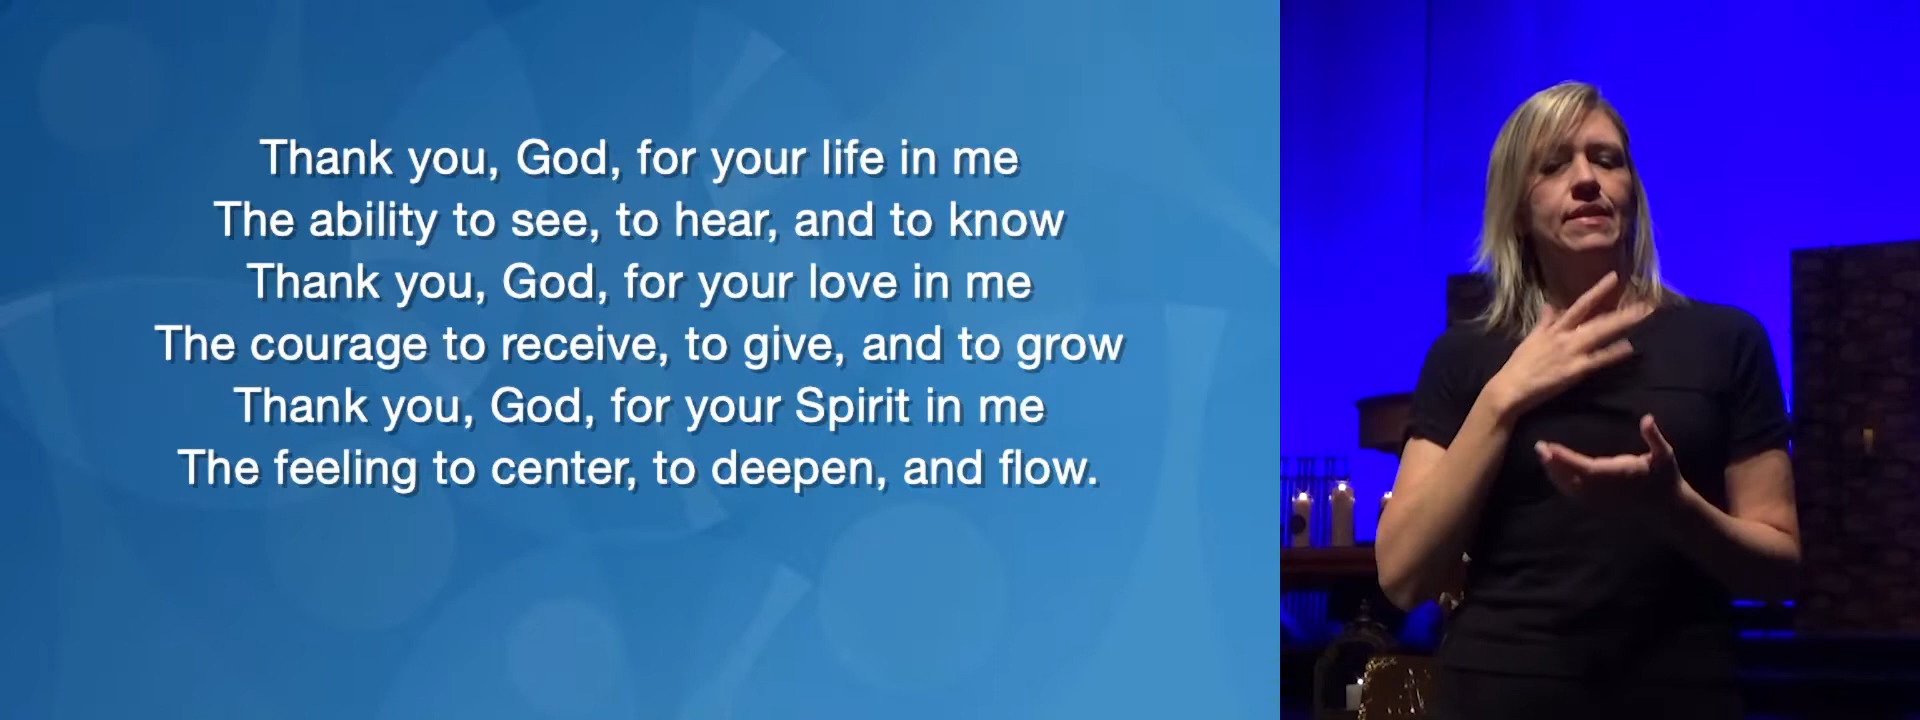 Thank you, God, for your life in me
The ability to see, to hear, and to know
Thank you, God, for your love in me
The courage to receive, to give, and to grow
Thank you, God, for your Spirit in me
The feeling to center, to deepen, and flow.